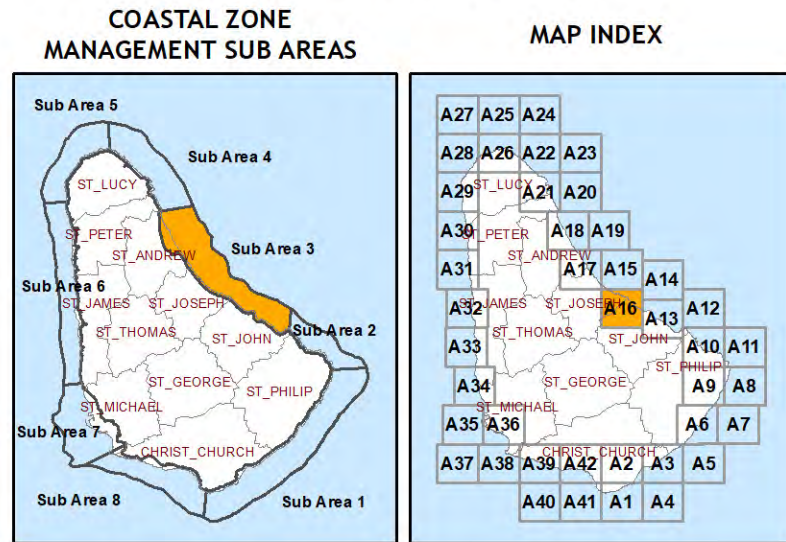 COASTAL ZONE
MANAGEMENT SUB AREAS
Sub Area 5
Sub Area 4
ST_LUCY
ST_PETER
Sub Area 3
ST_ANDREW
Sub Area 6
ST_JAMES
ST_JOSEPH
Sub Area 2
ST_THOMAS
ST_JOHN
ST_GEORGE
ST_PHILIP
ST_MICHAEL
Sub Area 7
CHRIST_CHURCH
Sub Area 8
Sub Area 1
MAP INDEX
A27 A25 A24
A28 A26 A22 A23
ST_LUCY
A29 A21 A20
A30 A18 A19
ST_PETER
ST_ANDREW
A31 A17 A15
A14
ST_JAMES
ST_JOSEPH
A32 A16 A12
A13
ST_THOMAS
ST_JOHN
A33 A10 A11
ST_PHILIP
ST_GEORGE
A34 A9 A8
ST_MICHAEL
A35 A36 A6 A7
CHRIST_CHURCH
A37 A38 A39 A42 A2 A3 A5
A40 A41 A1 A4